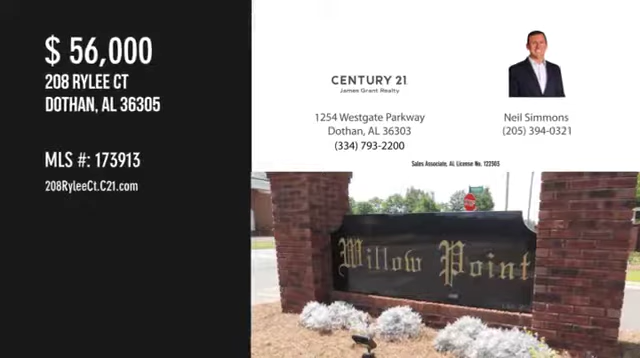 $ 56,000
208 RYLEE CT
DOTHAN, AL 36305
MLS #: 173913
208RyleeCt.C21.com
CENTURY 21
James Grant Realty
1254 Westgate Parkway
Dothan, AL 36303
(334) 793-2200
Neil Simmons
(205) 394-0321
Sales Associate, AL License No. 122503
Willow Point